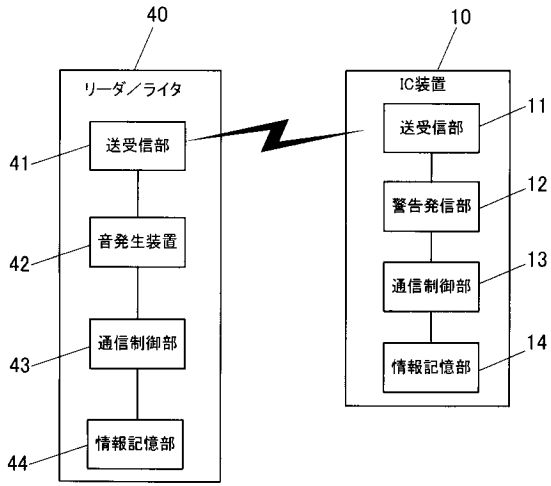 40
リーダ／ライタ
41
送受信部
42
音発生装置
43
通信制御部
44
情報記憶部
10
IC装置
11
送受信部
12
警告発信部
13
通信制御部
14
情報記憶部